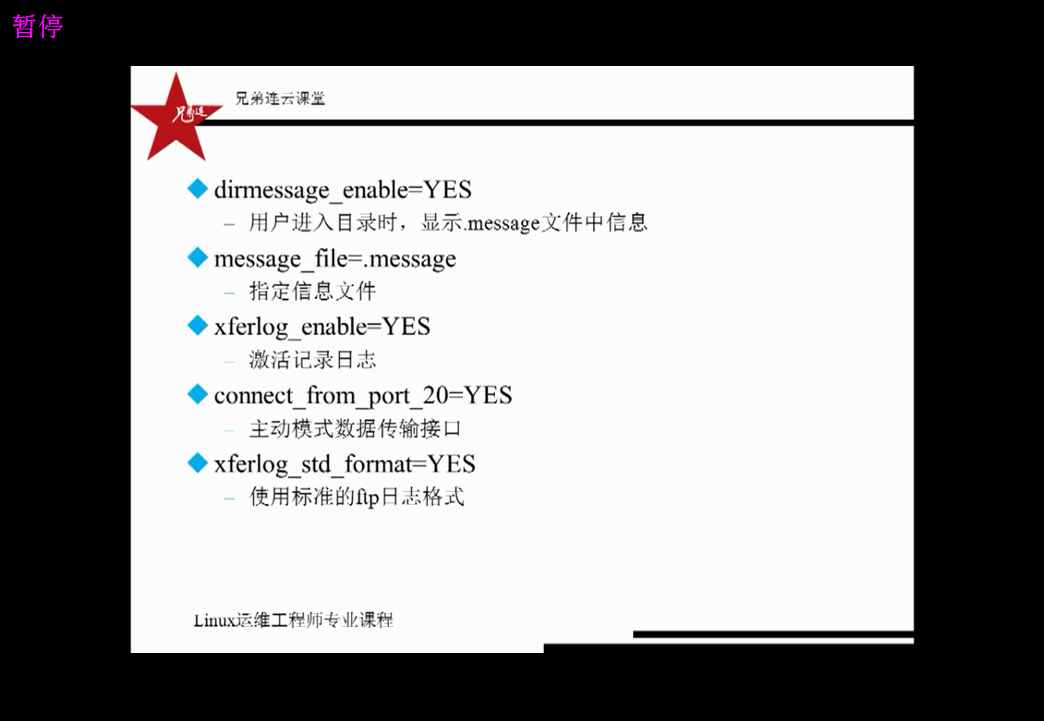 暂停
兄弟连
兄弟连云课堂
dirmessage_enable=YES
– 用户进入目录时，显示.message文件中信息
message_file=.message
– 指定信息文件
xferlog_enable=YES
– 激活记录日志
connect_from_port_20=YES
– 主动模式数据传输接口
xferlog_std_format=YES
– 使用标准的ftp日志格式
Linux运维工程师专业课程